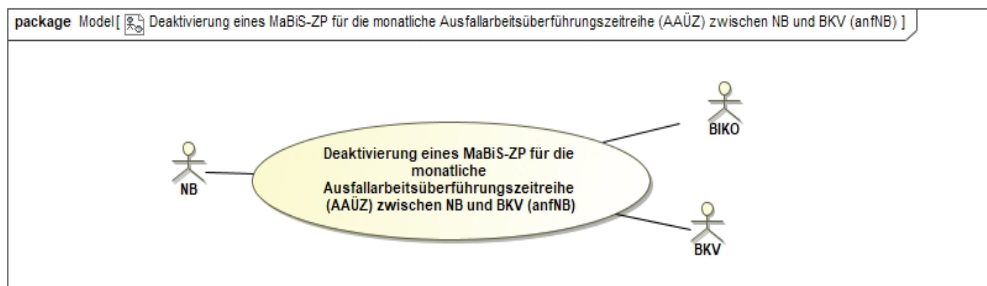 package Model[ Deaktivierung eines MaBiS-ZP für die monatliche Ausfallarbeitsüberführungszeitreihe (AAÜZ) zwischen NB und BKV (anfNB) ]
BIKO
Deaktivierung eines MaBiS-ZP für die
monatliche
Ausfallarbeitsüberführungszeitreihe
(AAÜZ) zwischen NB und BKV (anfNB)
NB
BKV